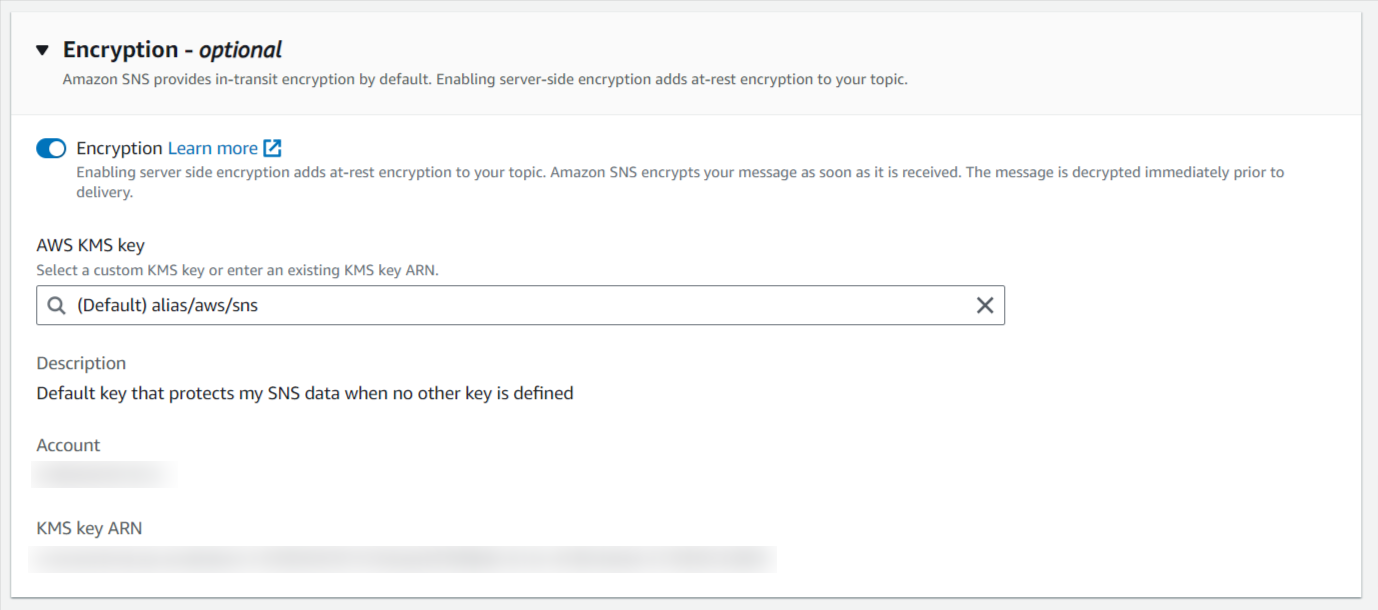 Encryption - optional
Amazon SNS provides in-transit encryption by default. Enabling server-side encryption adds at-rest encryption to your topic.
Encryption Learn more
Enabling server side encryption adds at-rest encryption to your topic. Amazon SNS encrypts your message as soon as it is received. The message is decrypted immediately prior to
delivery.
AWS KMS key
Select a custom KMS key or enter an existing KMS key ARN.
(Default) alias/aws/sns
Description
Default key that protects my SNS data when no other key is defined
Account
KMS key ARN